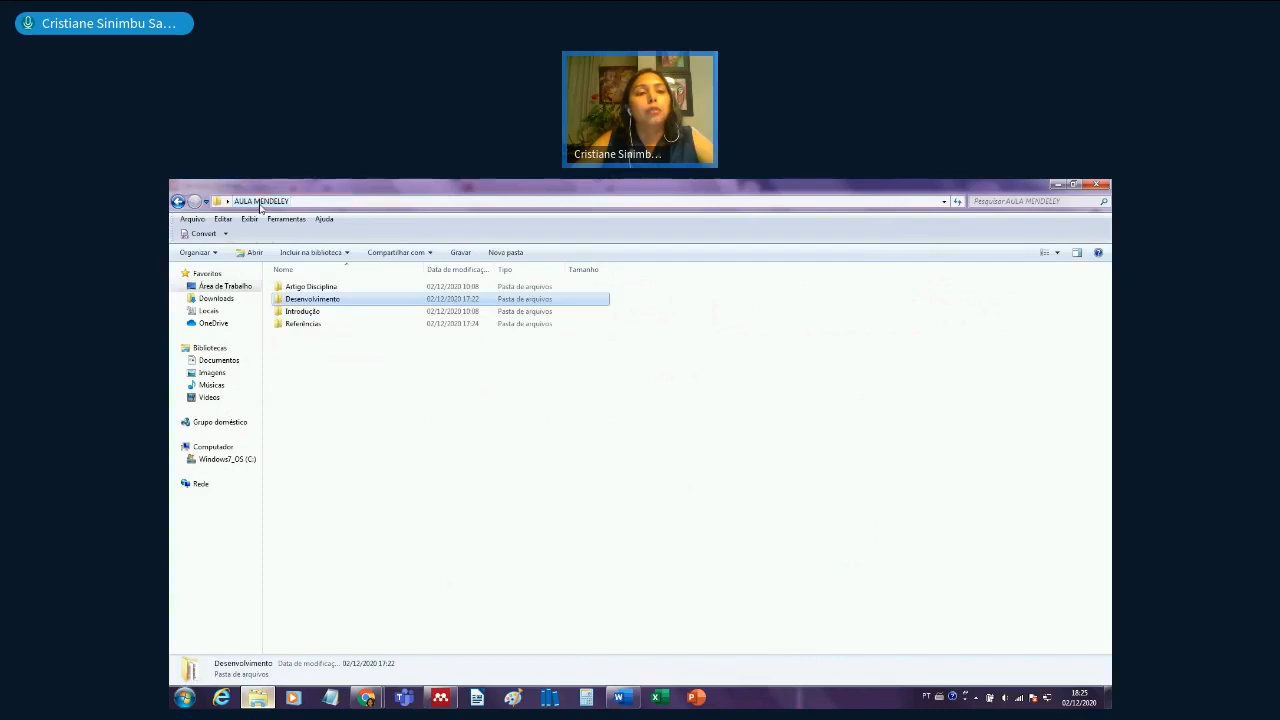 Cristiane Sinimbu Sa...
Cristiane Sinimb...
AULA MENDELEY
Pesquisar AULA MENDELEY
Arquivo Editar Exibir Ferramentas Ajuda
Convert
Organizar Abrir Incluir na biblioteca Compartilhar com Gravar Nova pasta
Favoritos
Área de Trabalho
Downloads
Locais
OneDrive
Bibliotecas
Documentos
Imagens
Músicas
Vídeos
Grupo doméstico
Computador
Windows7_OS (C:)
Rede
Nome Data de modificaç... Tipo Tamanho
Artigo Disciplina 02/12/2020 10:08 Pasta de arquivos
Desenvolvimento 02/12/2020 17:22 Pasta de arquivos
Introdução 02/12/2020 10:08 Pasta de arquivos
Referências 02/12/2020 17:24 Pasta de arquivos
Desenvolvimento Data de modificaç... 02/12/2020 17:22
Pasta de arquivos
PT
18:25
02/12/2020